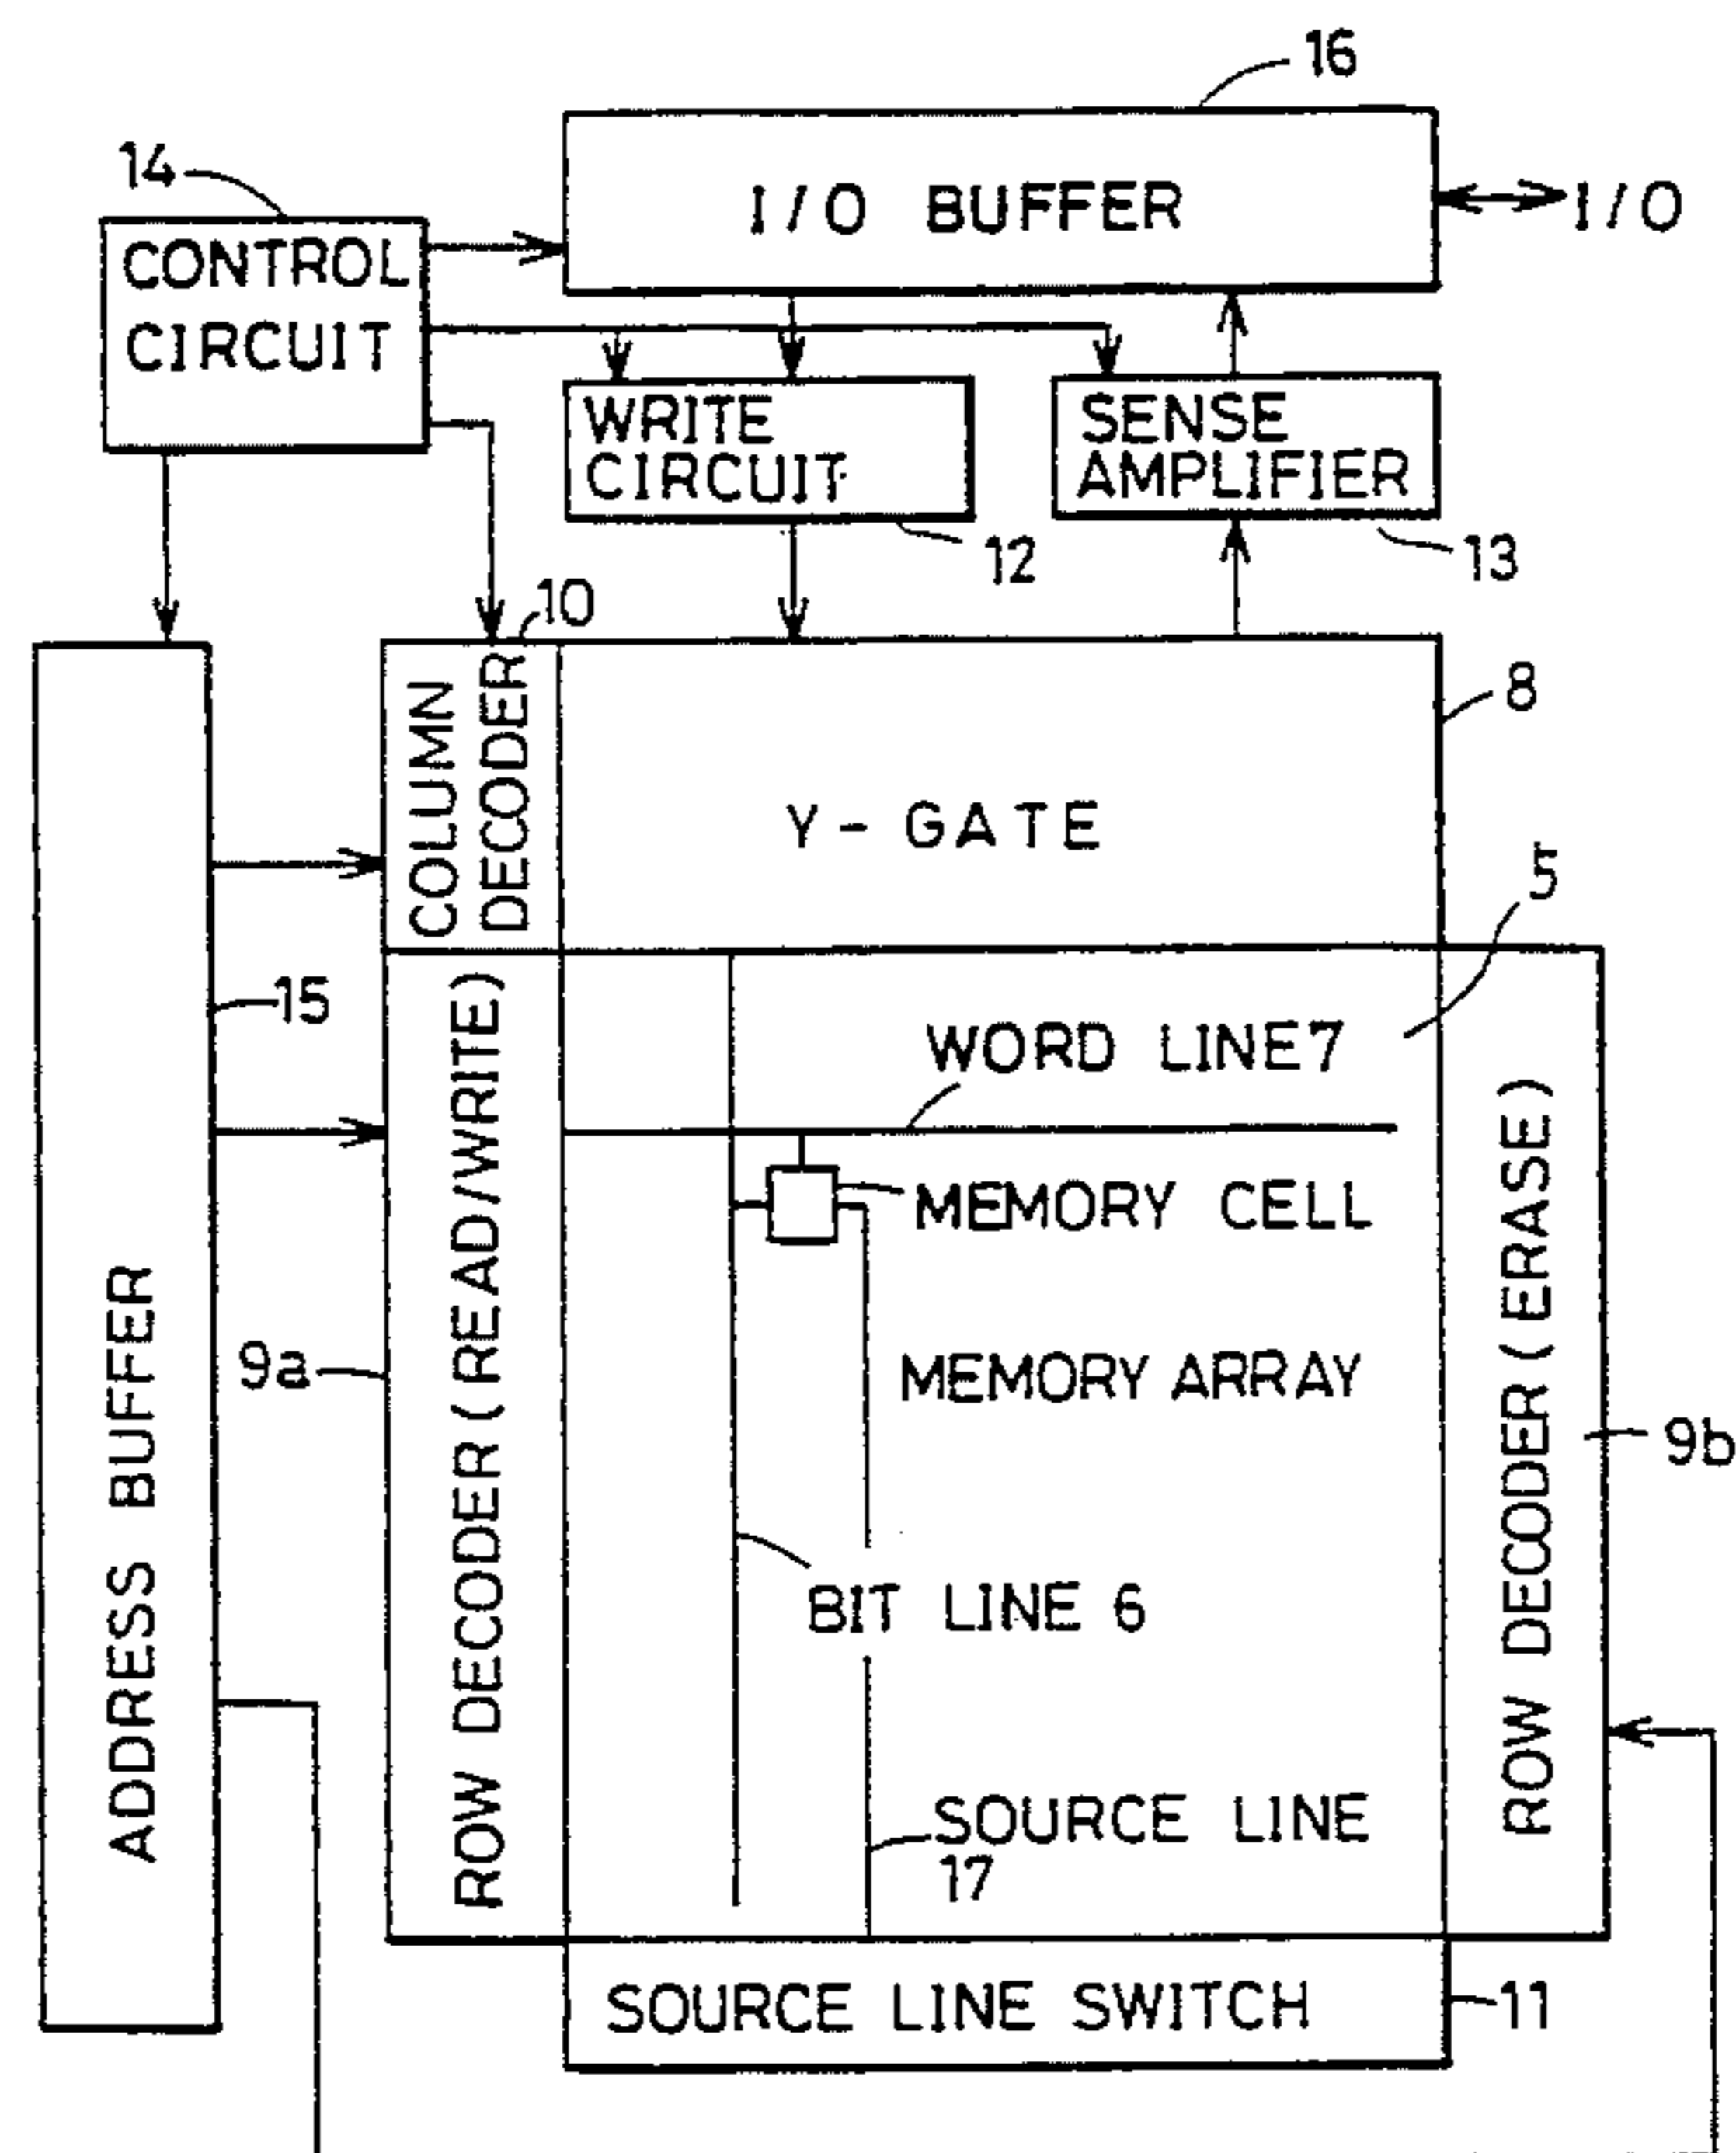 16
14
I/O BUFFER
I/O
CONTROL
CIRCUIT
WRITE
CIRCUIT
SENSE
AMPLIFIER
12
13
10
8
COLUMN
DECODER
Y-GATE
5
15
WORD LINE7
MEMORY CELL
ROW DECODER (READ/WRITE)
ROW DECODER (ERASE)
ADDRESS BUFFER
9a
MEMORY ARRAY
9b
BIT LINE 6
SOURCE LINE
17
SOURCE LINE SWITCH
11